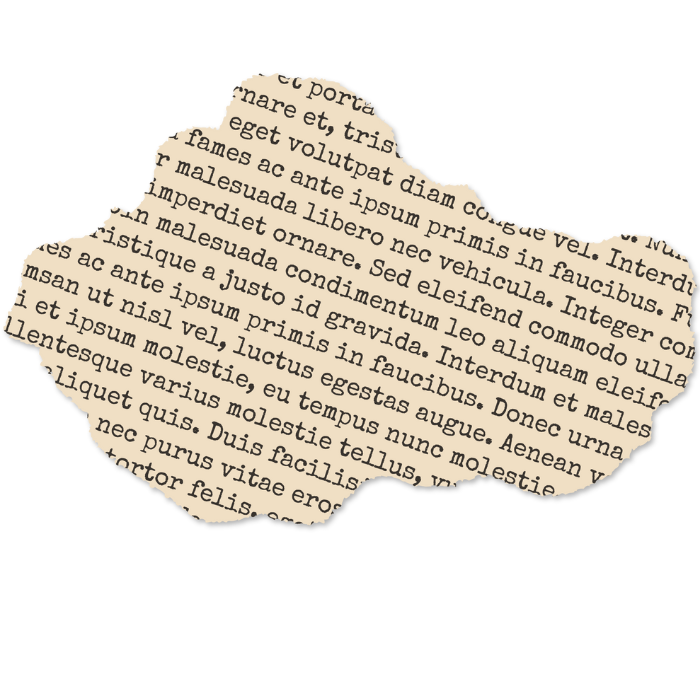 et porta
rnare et, tris
eget volutpat diam congue vel. Interdu
fames ac ante ipsum primis in faucibus. F
r malesuada libero nec vehicula. Integer con
imperdiet ornare. Sed eleifend commodo ulla
in malesuada condimentum leo aliquam eleife
ristique a justo id gravida. Interdum et males
es ac ante ipsum primis in faucibus. Donec urna
msan ut nisl vel, luctus egestas augue. Aenean v
i et ipsum molestie, eu tempus nunc molestie
llentesque varius molestie tellus,
liquet quis. Duis facilis
nec purus vitae eros
tortor felis,